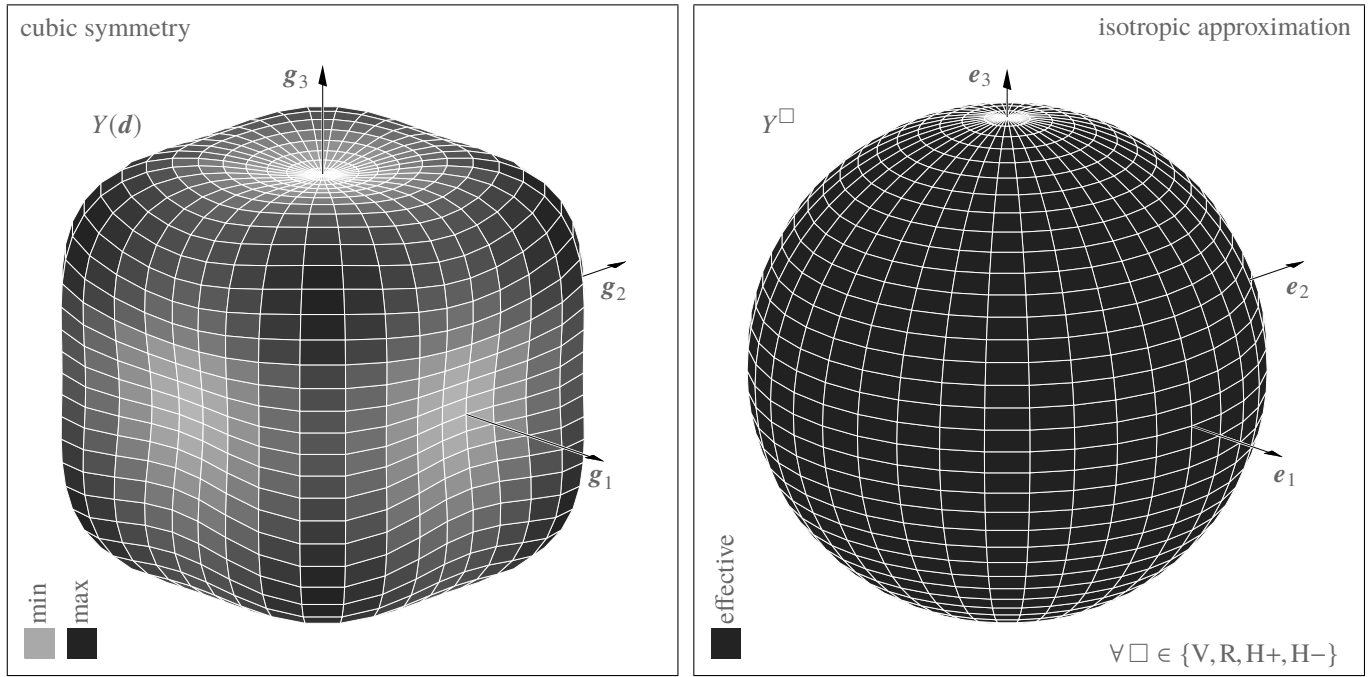 cubic symmetry
g₃
Y(d)
g₂
g₁
min
max
isotropic approximation
e₃
Y□
e₂
e₁
effective
∀ □ ∈ {V, R, H+, H−}